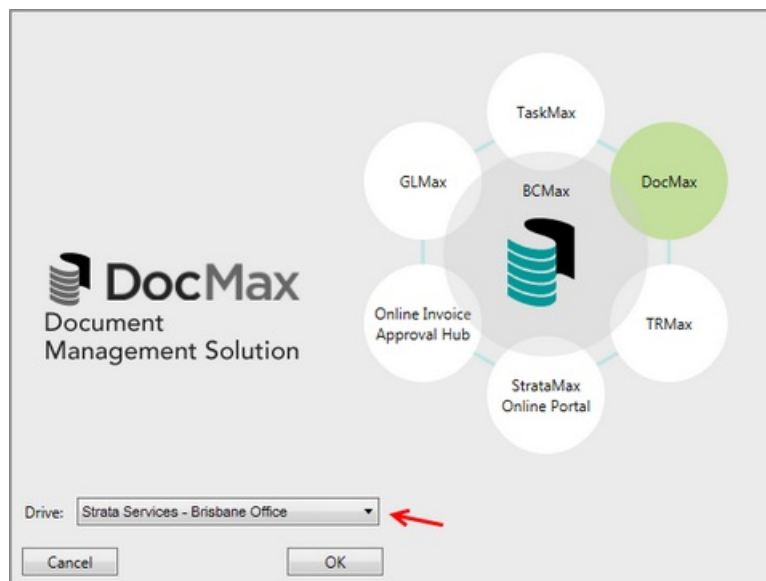 TaskMax
GLMax
BCMax
DocMax
DocMax
Document
Management Solution
Online Invoice
Approval Hub
TRMax
StrataMax
Online Portal
Drive:
Strata Services - Brisbane Office
Cancel
OK